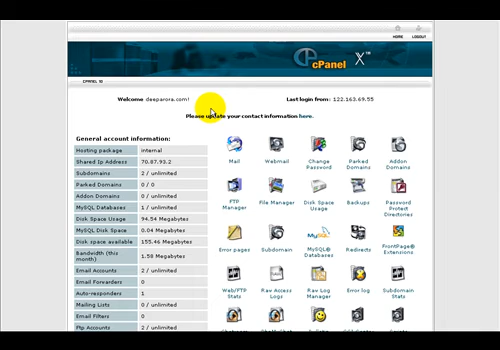 HOME LOGOUT
cPanel X™
CPANEL 10
Welcome deeparora.com!
Last login from: 122.163.69.55
Please update your contact information here.
General account information:
Hosting package internal
Shared Ip Address 70.87.93.2
Subdomains 2 / unlimited
Parked Domains 0 / 0
Addon Domains 0 / unlimited
MySQL Databases 1 / unlimited
Disk Space Usage 94.54 Megabytes
MySQL Disk Space 0.04 Megabytes
Disk space available 155.46 Megabytes
Bandwidth (this
month) 1.58 Megabytes
Email Accounts 2 / unlimited
Email Forwarders 0
Auto-responders 1
Mailing Lists 0 / unlimited
Email Filters 0
Ftp Accounts 2 / unlimited
Mail
Webmail
Change
Password
Parked
Domains
Addon
Domains
FTP
Manager
File Manager
Disk Space
Usage
Backups
Password
Protect
Directories
Error pages
Subdomain
MySQL
MySQL®
Databases
Redirects
FrontPage®
Extensions
Web/FTP
Stats
Raw Access
Logs
Raw Log
Manager
Error log
Subdomain
Stats